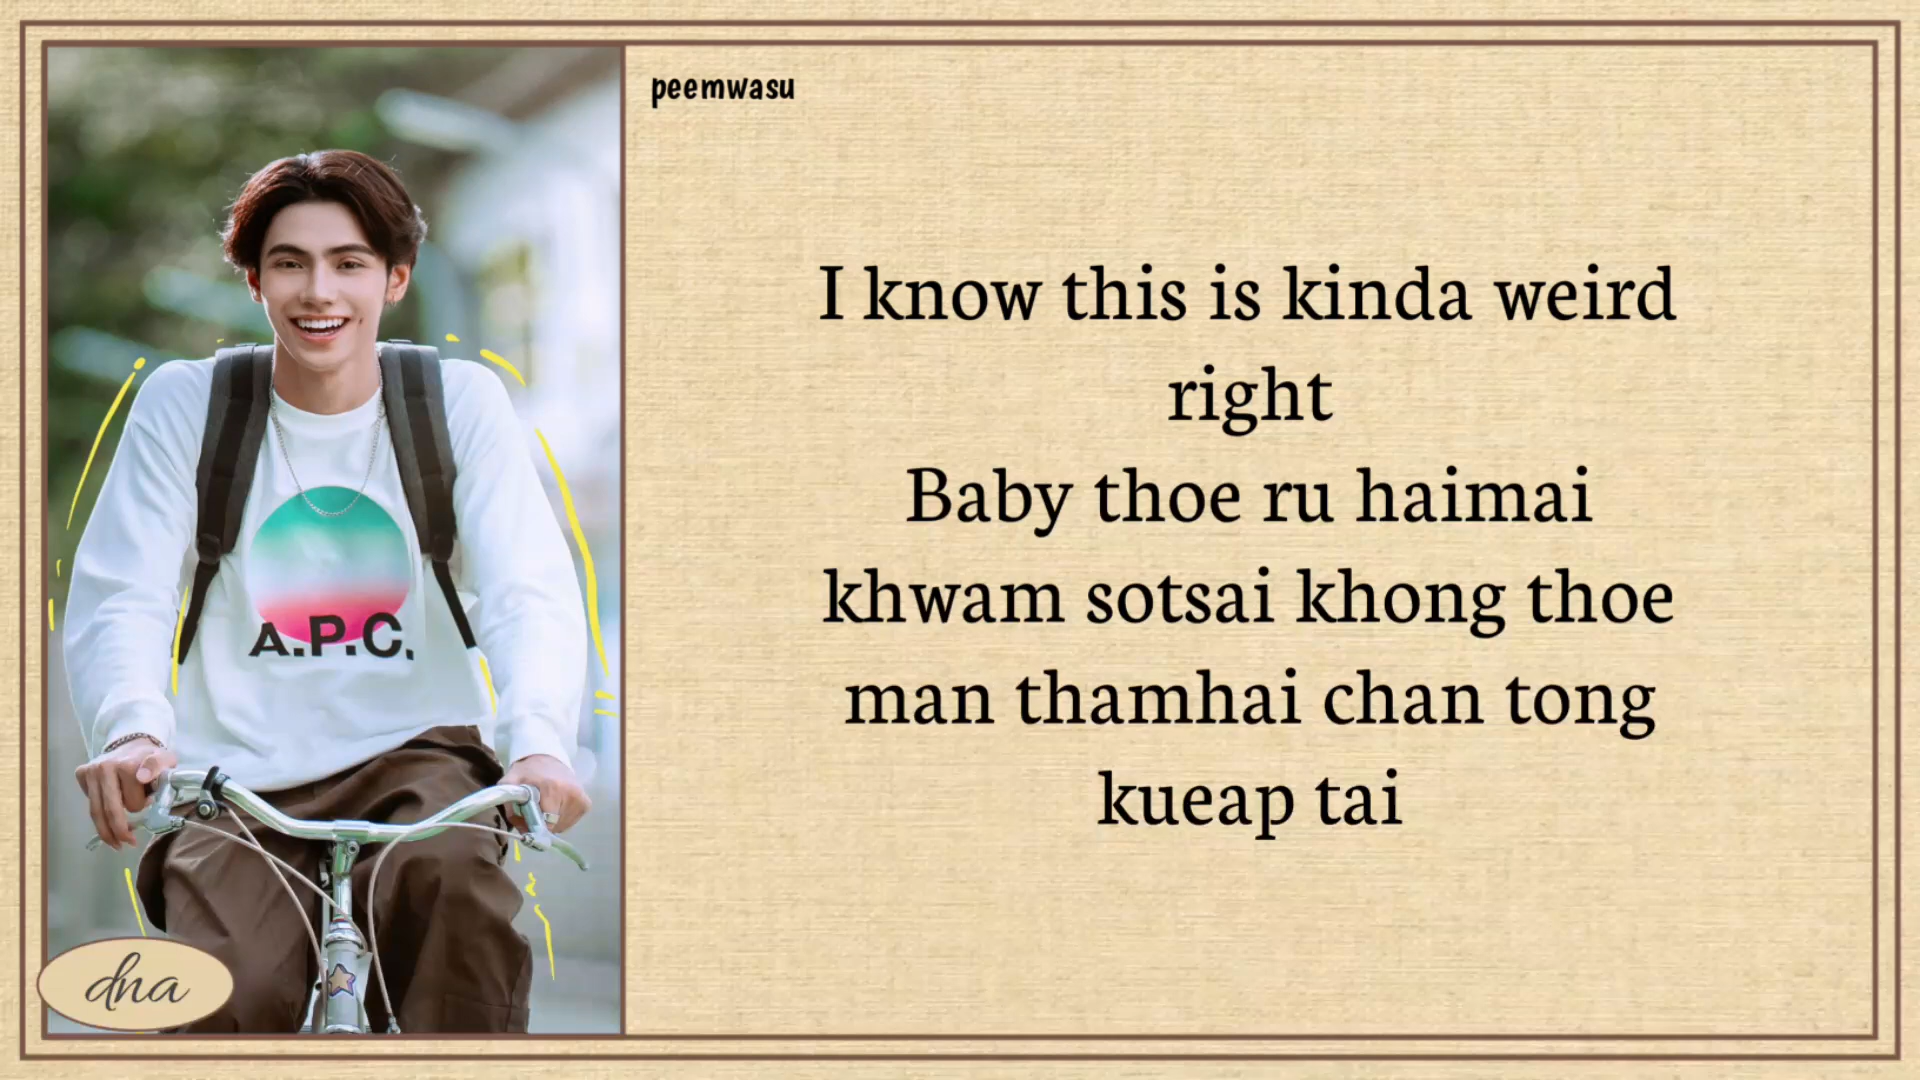 peemwasu
I know this is kinda weird
right
Baby thoe ru haimai
khwam sotsai khong thoe
man thamhai chan tong
kueap tai
A.P.C.
dna